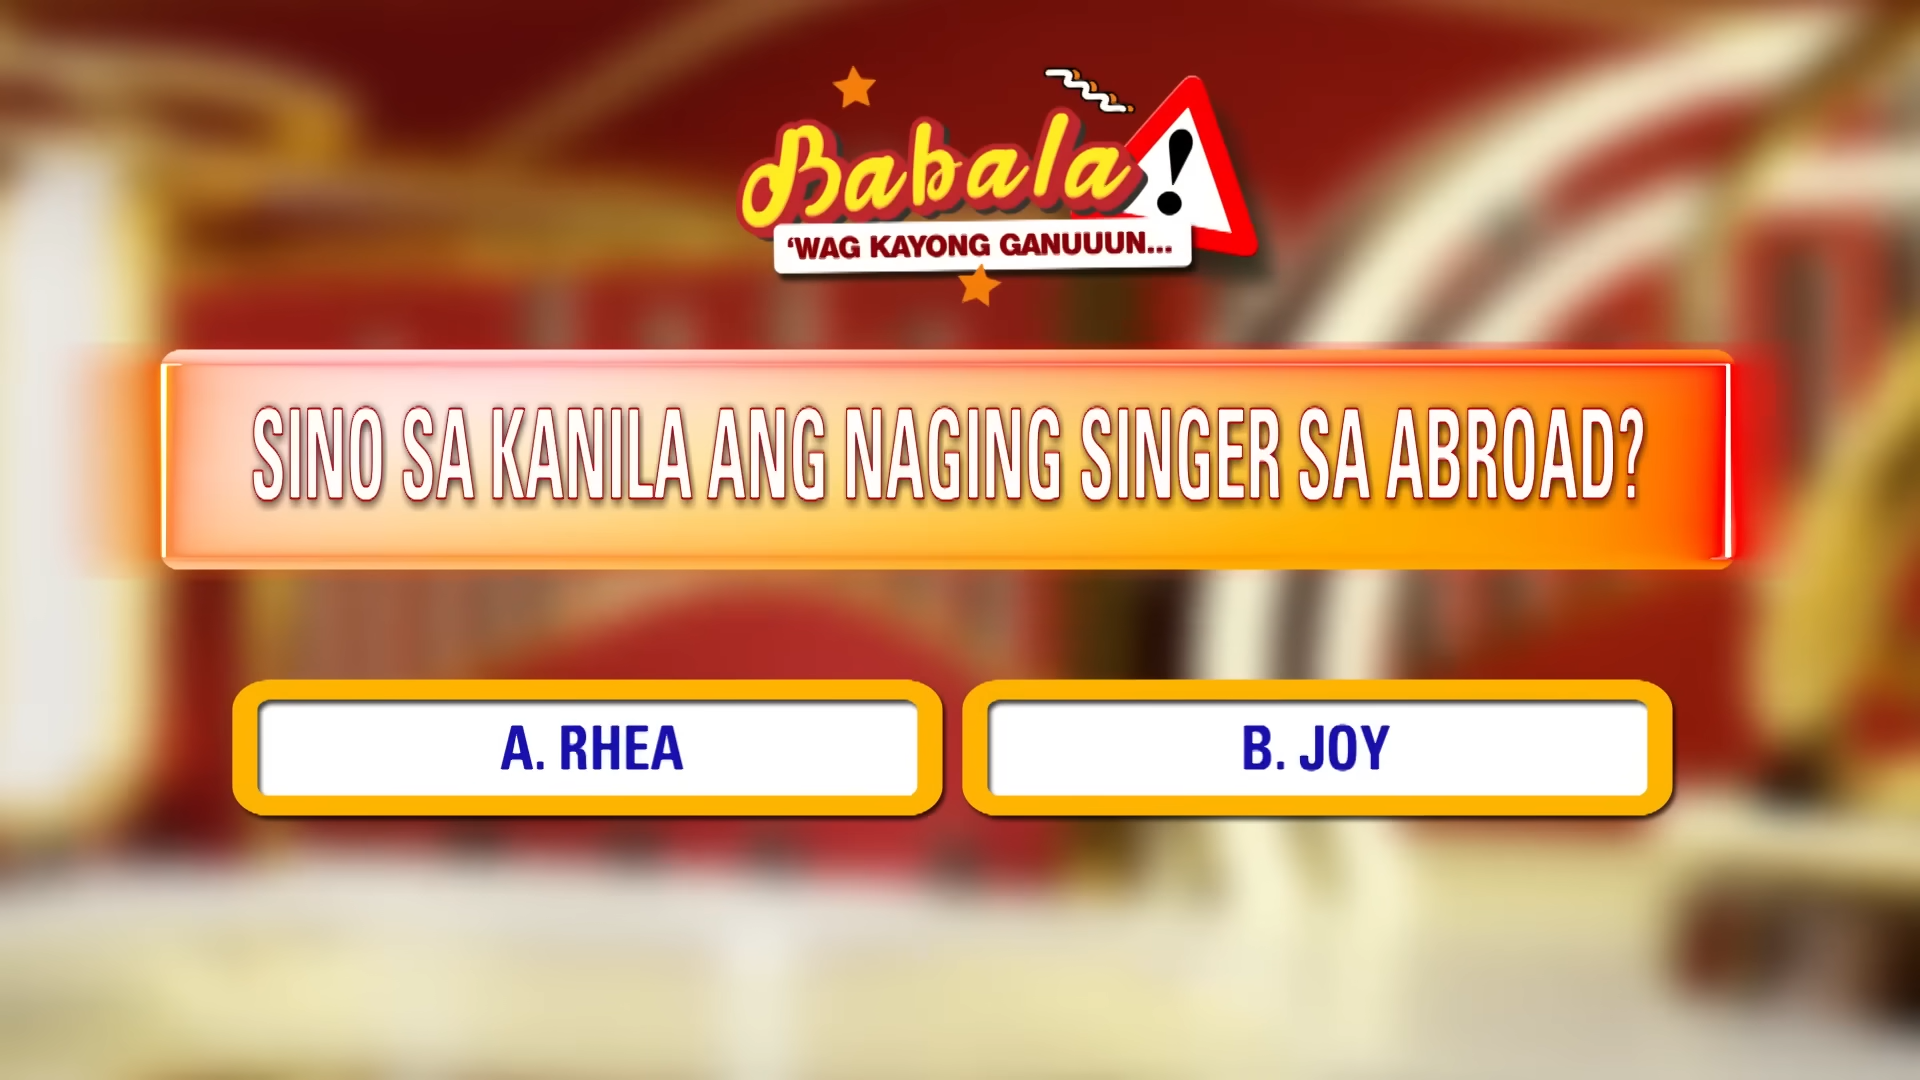 Babala!
‘WAG KAYONG GANUUUN...
SINO SA KANILA ANG NAGING SINGER SA ABROAD?
A. RHEA
B. JOY